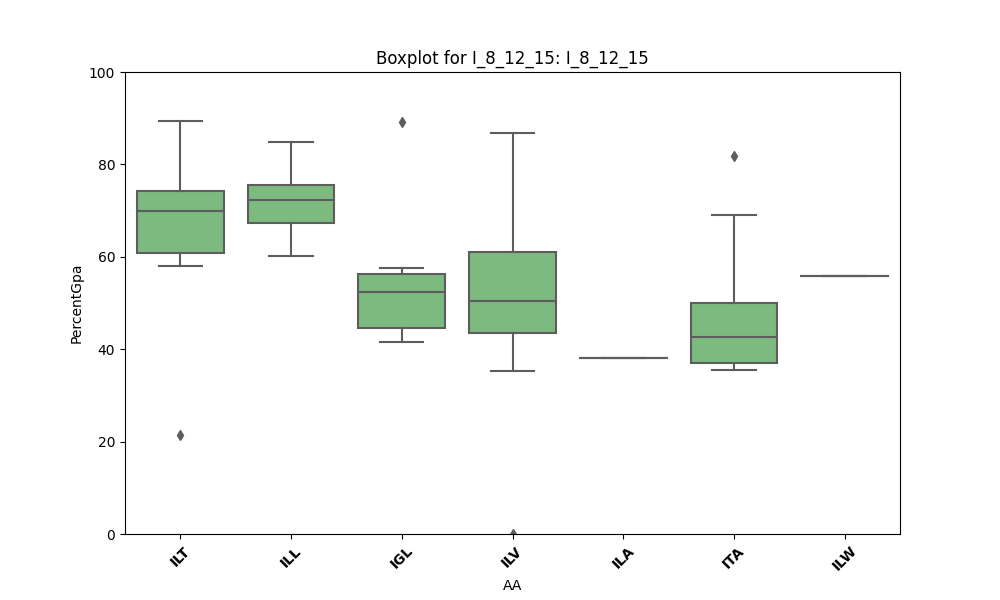 Boxplot for I_8_12_15: I_8_12_15
100
80
60
40
20
0
PercentGpa
ILT
ILL
IGL
ILV
ILA
ITA
ILW
AA